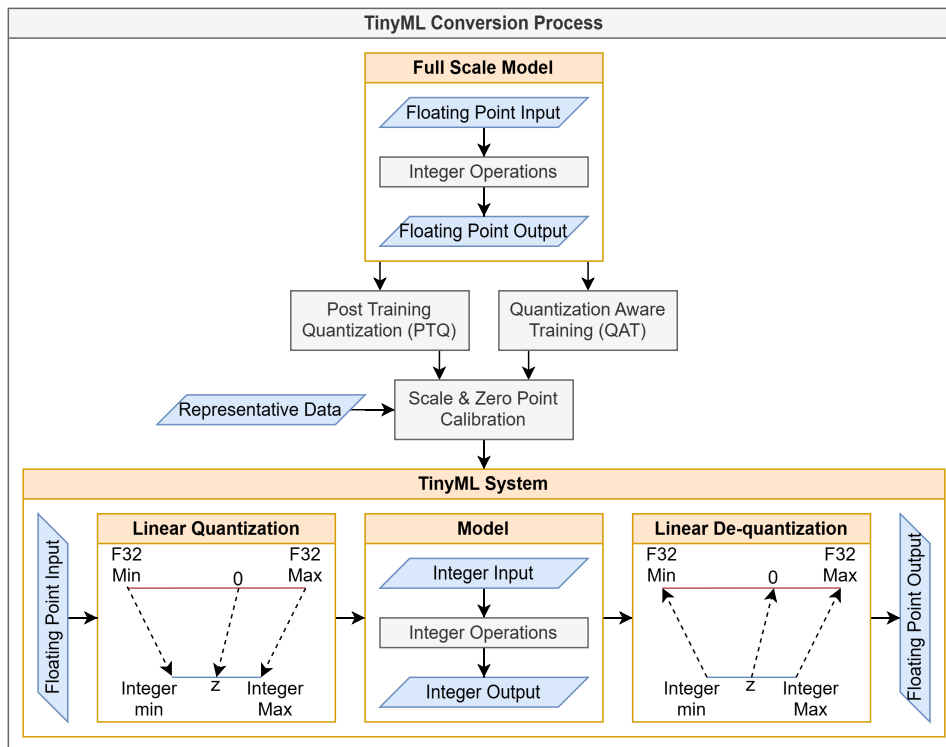 TinyML Conversion Process
Full Scale Model
Floating Point Input
Integer Operations
Floating Point Output
Post Training
Quantization (PTQ)
Quantization Aware
Training (QAT)
Representative Data
Scale & Zero Point
Calibration
TinyML System
Floating Point Input
Linear Quantization
F32
Min
0
F32
Max
Integer
min
z
Integer
Max
Model
Integer Input
Integer Operations
Integer Output
Linear De-quantization
F32
Min
0
F32
Max
Integer
min
z
Integer
Max
Floating Point Output